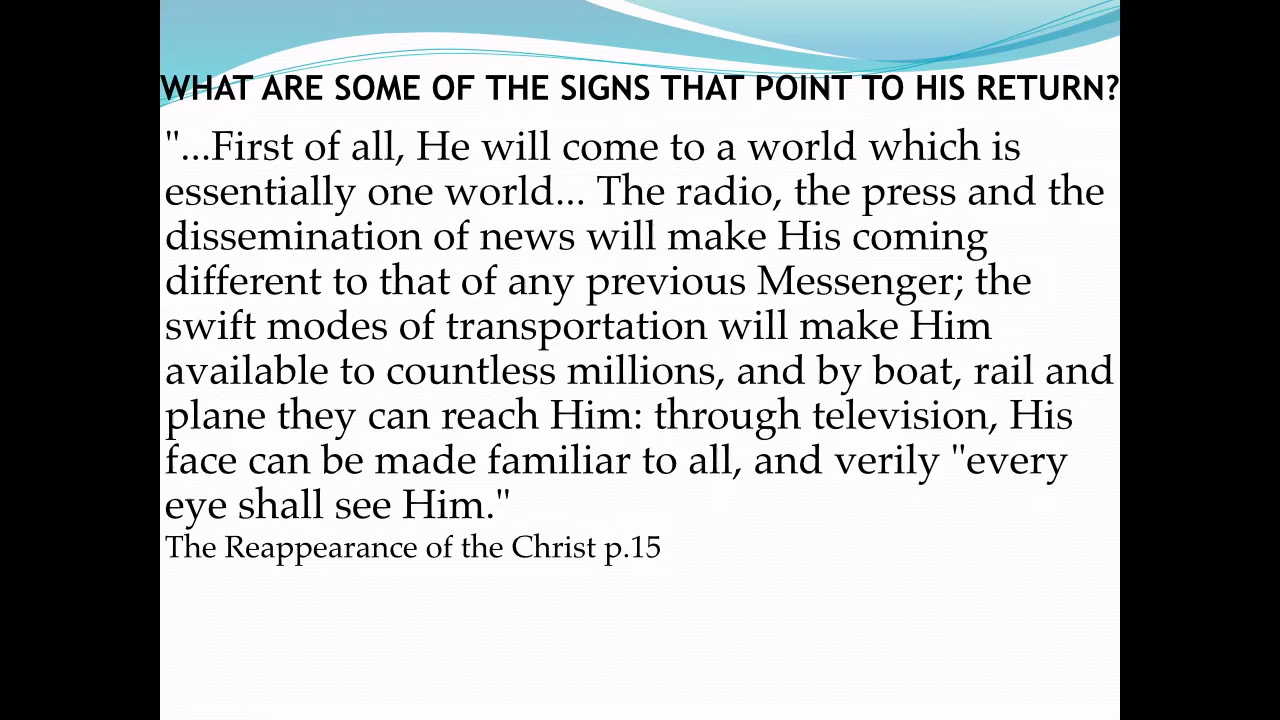 WHAT ARE SOME OF THE SIGNS THAT POINT TO HIS RETURN?
"...First of all, He will come to a world which is
essentially one world... The radio, the press and the
dissemination of news will make His coming
different to that of any previous Messenger; the
swift modes of transportation will make Him
available to countless millions, and by boat, rail and
plane they can reach Him: through television, His
face can be made familiar to all, and verily "every
eye shall see Him."
The Reappearance of the Christ p.15